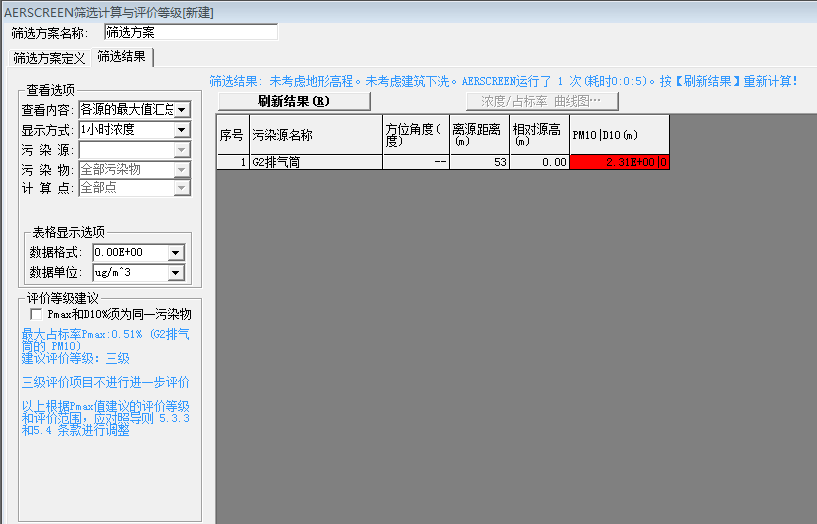 AERSCREEN筛选计算与评价等级[新建]
筛选方案名称: 筛选方案
筛选方案定义 筛选结果
筛选结果: 未考虑地形高程。未考虑建筑下洗。AERSCREEN运行了 1 次(耗时0:0:5)。按【刷新结果】重新计算!
刷新结果(R) 浓度/占标率 曲线图…
查看选项
查看内容: 各源的最大值汇总
显示方式: 1小时浓度
污 染 源:
污 染 物: 全部污染物
计 算 点: 全部点
表格显示选项
数据格式: 0.00E+00
数据单位: ug/m^3
评价等级建议
Pmax和D10%须为同一污染物
最大占标率Pmax:0.51% (G2排气
筒的 PM10)
建议评价等级: 三级
三级评价项目不进行进一步评价
以上根据Pmax值建议的评价等级
和评价范围,应对照导则 5.3.3
和5.4 条款进行调整
序号 污染源名称 方位角度(度) 离源距离(m) 相对源高(m) PM10|D10(m)
1 G2排气筒 -- 53 0.00 2.31E+00|0